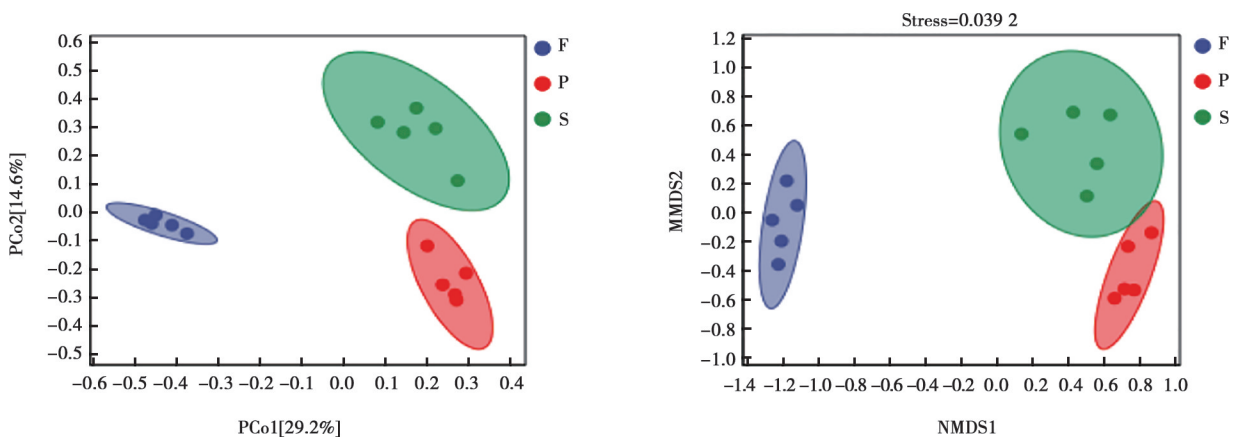 0.6
0.5
0.4
0.3
0.2
0.1
0.0
−0.1
−0.2
−0.3
−0.4
−0.5
PCo2[14.6%]
−0.6 −0.5 −0.4 −0.3 −0.2 −0.1 0.0 0.1 0.2 0.3 0.4
PCo1[29.2%]
F
P
S
Stress=0.039 2
1.2
1.0
0.8
0.6
0.4
0.2
0.0
−0.2
−0.4
−0.6
−0.8
−1.0
MMDS2
−1.4 −1.2 −1.0 −0.8 −0.6 −0.4 −0.2 0.0 0.2 0.4 0.6 0.8 1.0
NMDS1
F
P
S